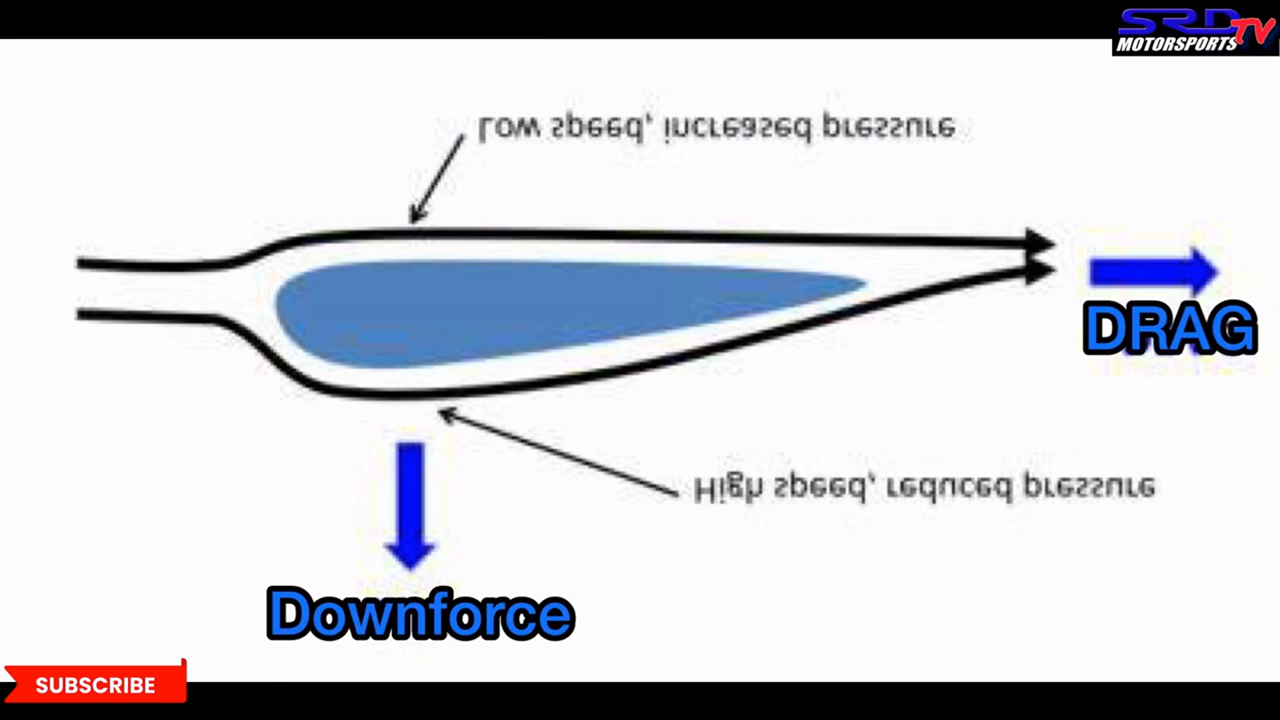 SRD TV
MOTORSPORTS
Low speed, increased pressure
DRAG
High speed, reduced pressure
Downforce
SUBSCRIBE